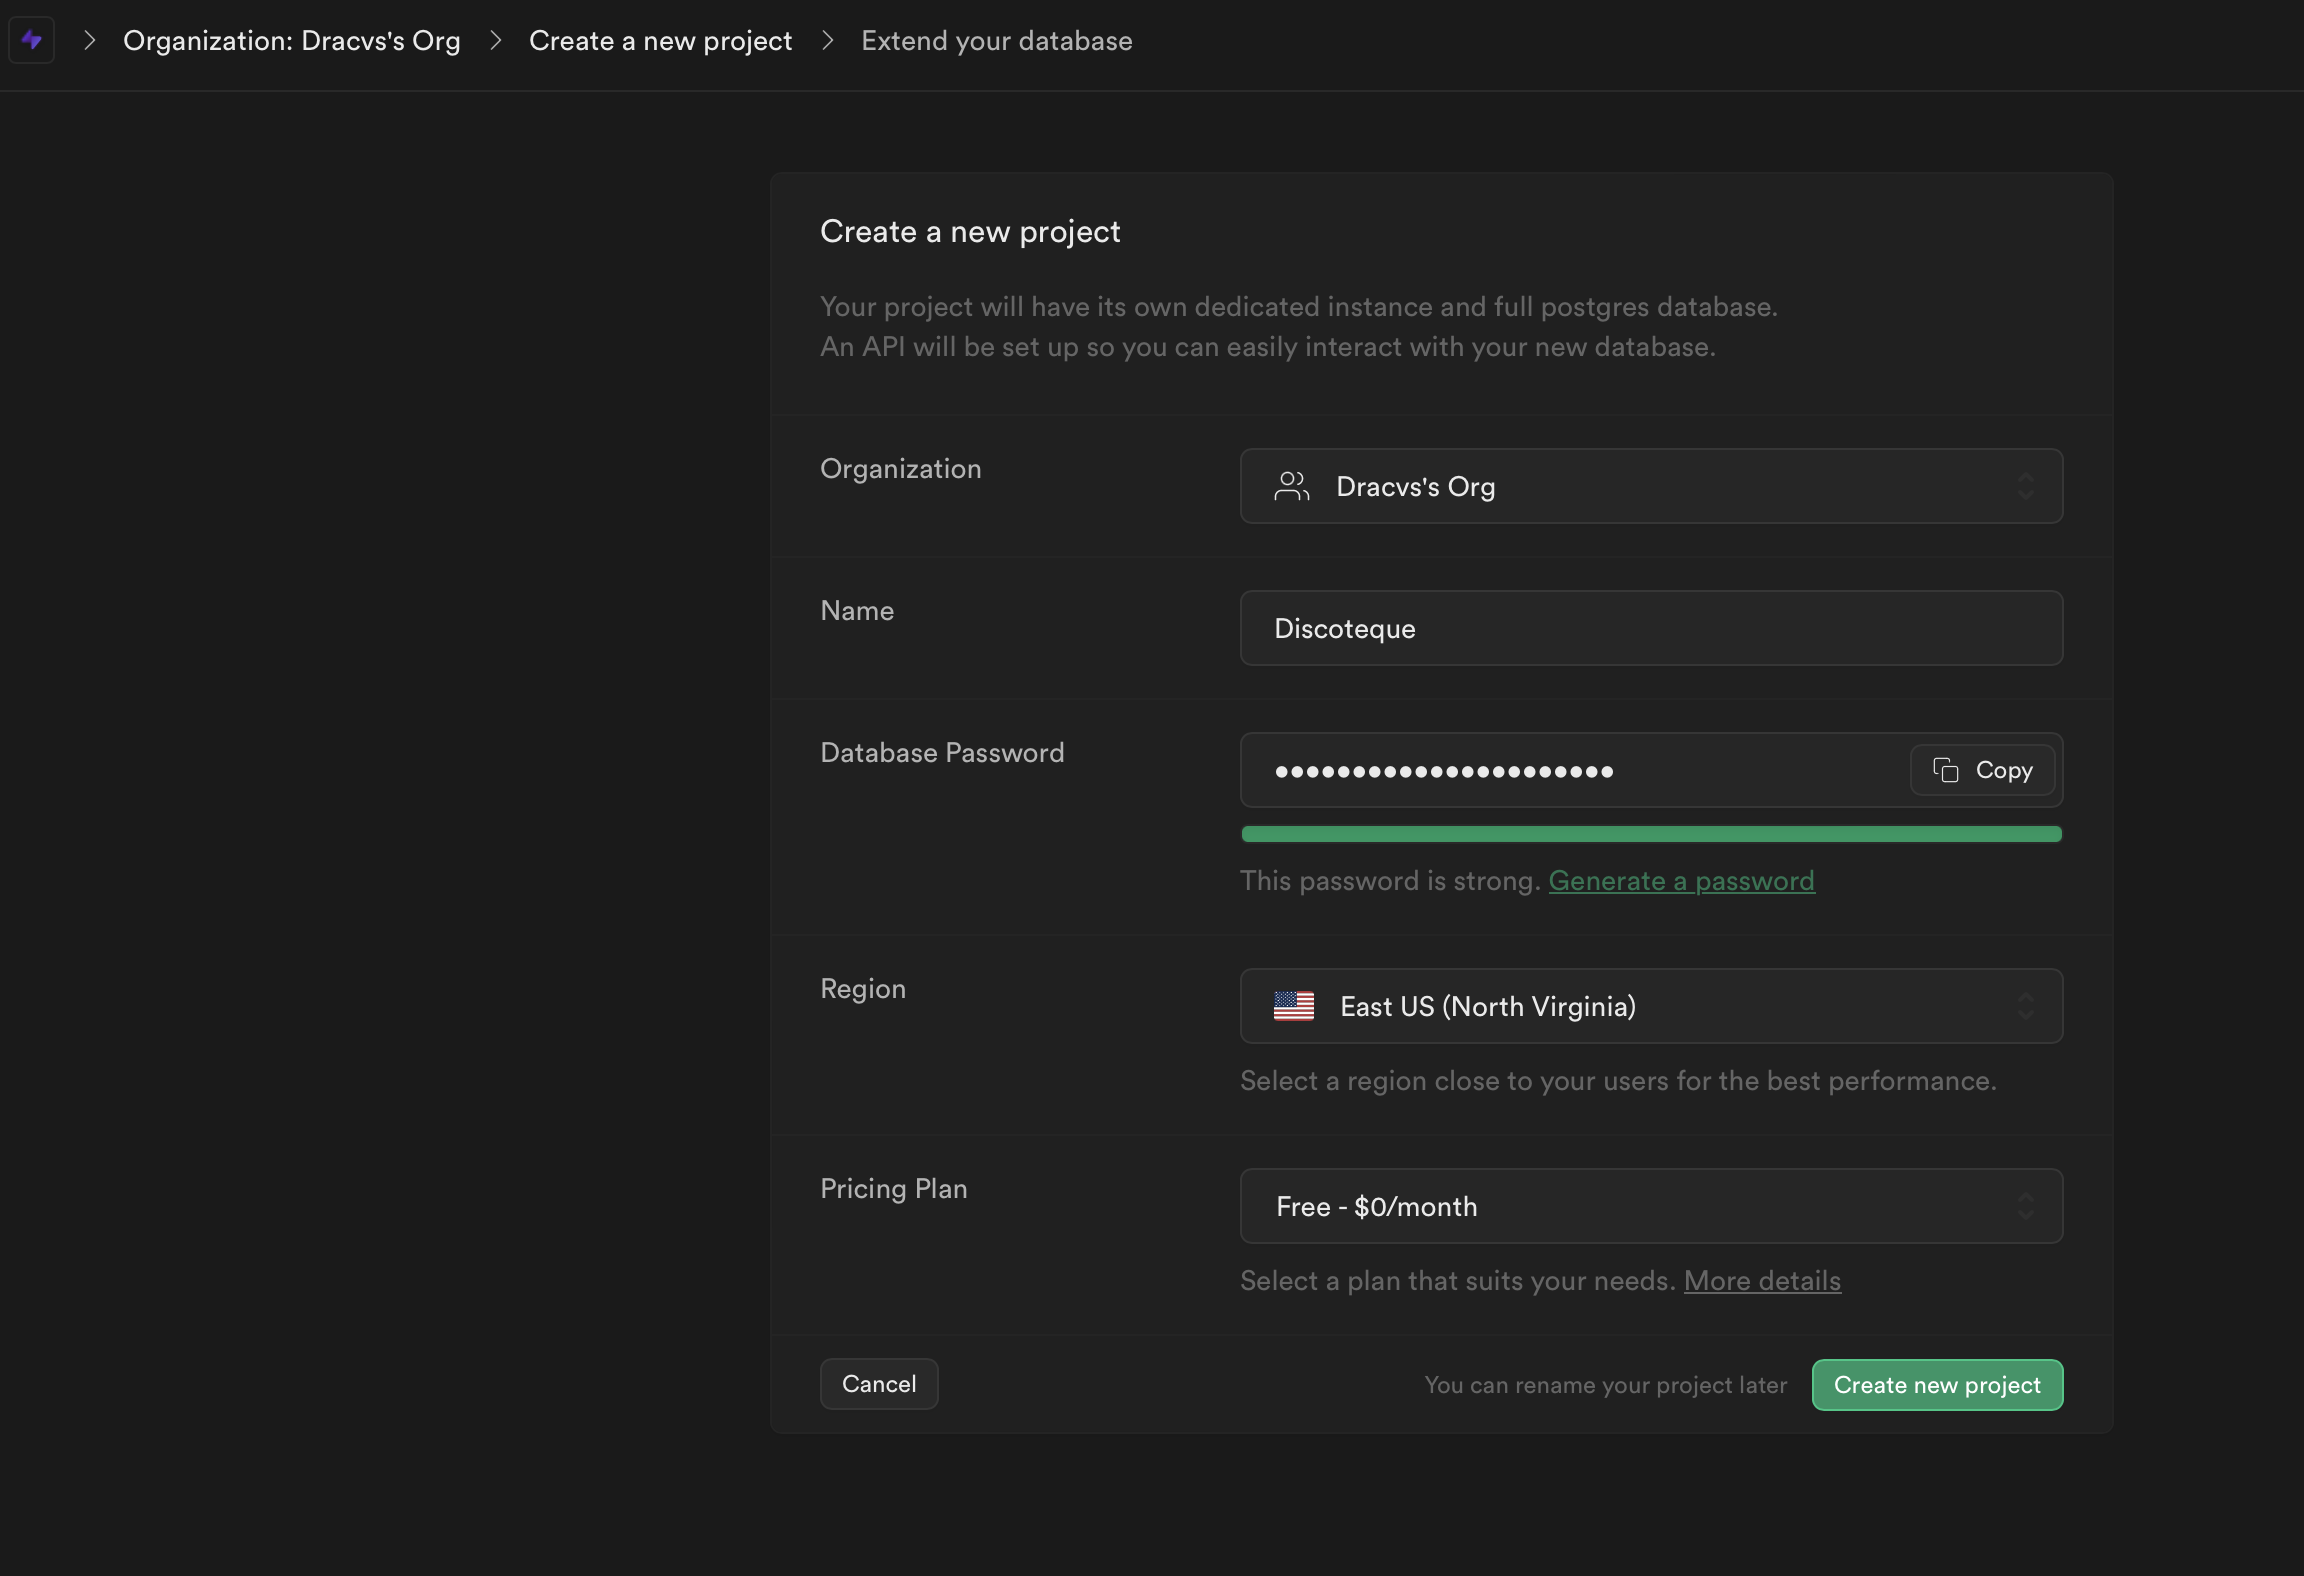 Organization: Dracvs's Org > Create a new project > Extend your database
Create a new project
Your project will have its own dedicated instance and full postgres database.
An API will be set up so you can easily interact with your new database.
Organization
Dracvs's Org
Name
Discoteque
Database Password
••••••••••••••••••••••
Copy
This password is strong. Generate a password
Region
East US (North Virginia)
Select a region close to your users for the best performance.
Pricing Plan
Free - $0/month
Select a plan that suits your needs. More details
Cancel
You can rename your project later
Create new project